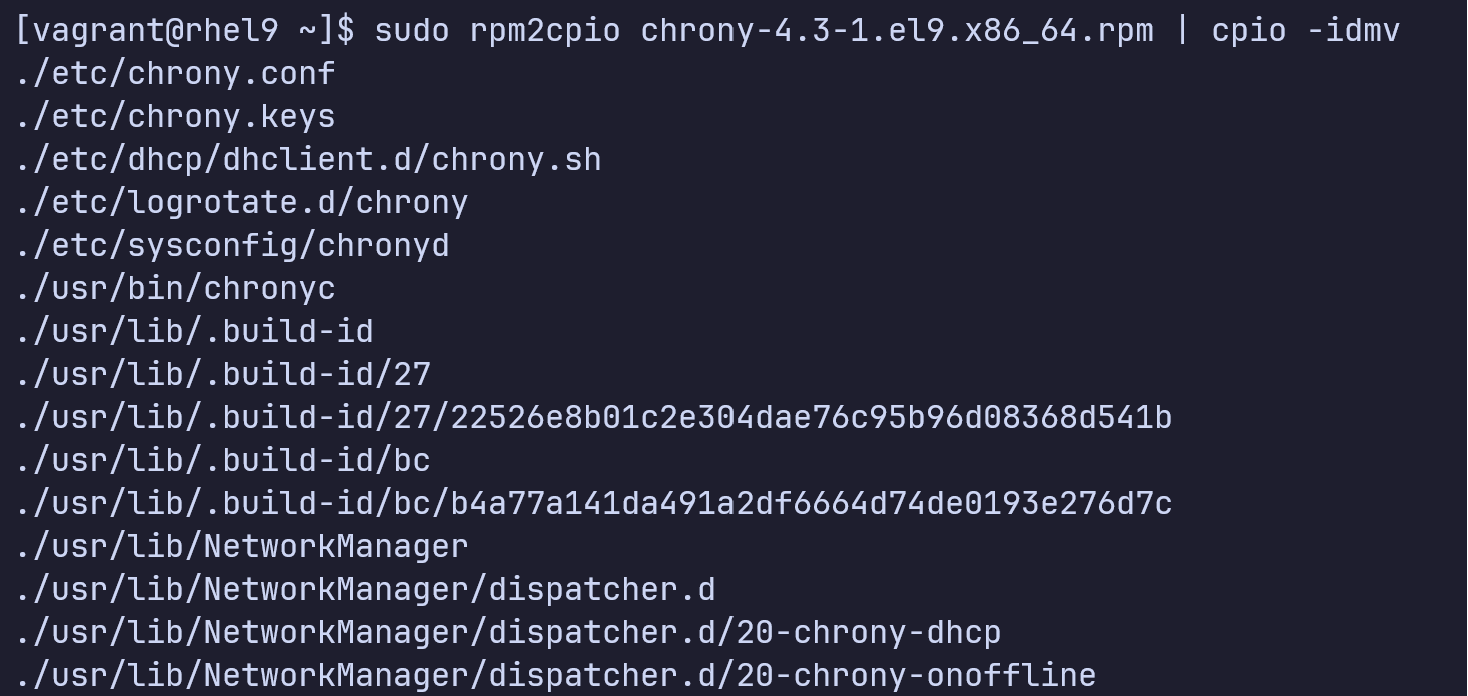 [vagrant@rhel9 ~]$ sudo rpm2cpio chrony-4.3-1.el9.x86_64.rpm | cpio -idmv
./etc/chrony.conf
./etc/chrony.keys
./etc/dhcp/dhclient.d/chrony.sh
./etc/logrotate.d/chrony
./etc/sysconfig/chronyd
./usr/bin/chronyc
./usr/lib/.build-id
./usr/lib/.build-id/27
./usr/lib/.build-id/27/22526e8b01c2e304dae76c95b96d08368d541b
./usr/lib/.build-id/bc
./usr/lib/.build-id/bc/b4a77a141da491a2df6664d74de0193e276d7c
./usr/lib/NetworkManager
./usr/lib/NetworkManager/dispatcher.d
./usr/lib/NetworkManager/dispatcher.d/20-chrony-dhcp
./usr/lib/NetworkManager/dispatcher.d/20-chrony-onoffline